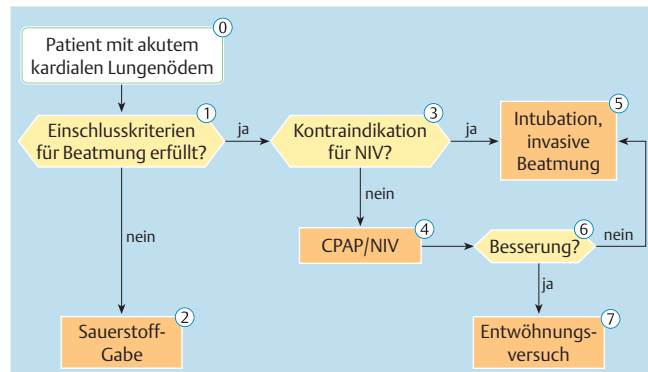 0
Patient mit akutem
kardialen Lungenödem
1
Einschlusskriterien
für Beatmung erfüllt?
ja
nein
2
Sauerstoff-
Gabe
3
Kontraindikation
für NIV?
ja
nein
4
CPAP/NIV
5
Intubation,
invasive
Beatmung
6
Besserung?
nein
ja
7
Entwöhnungs-
versuch